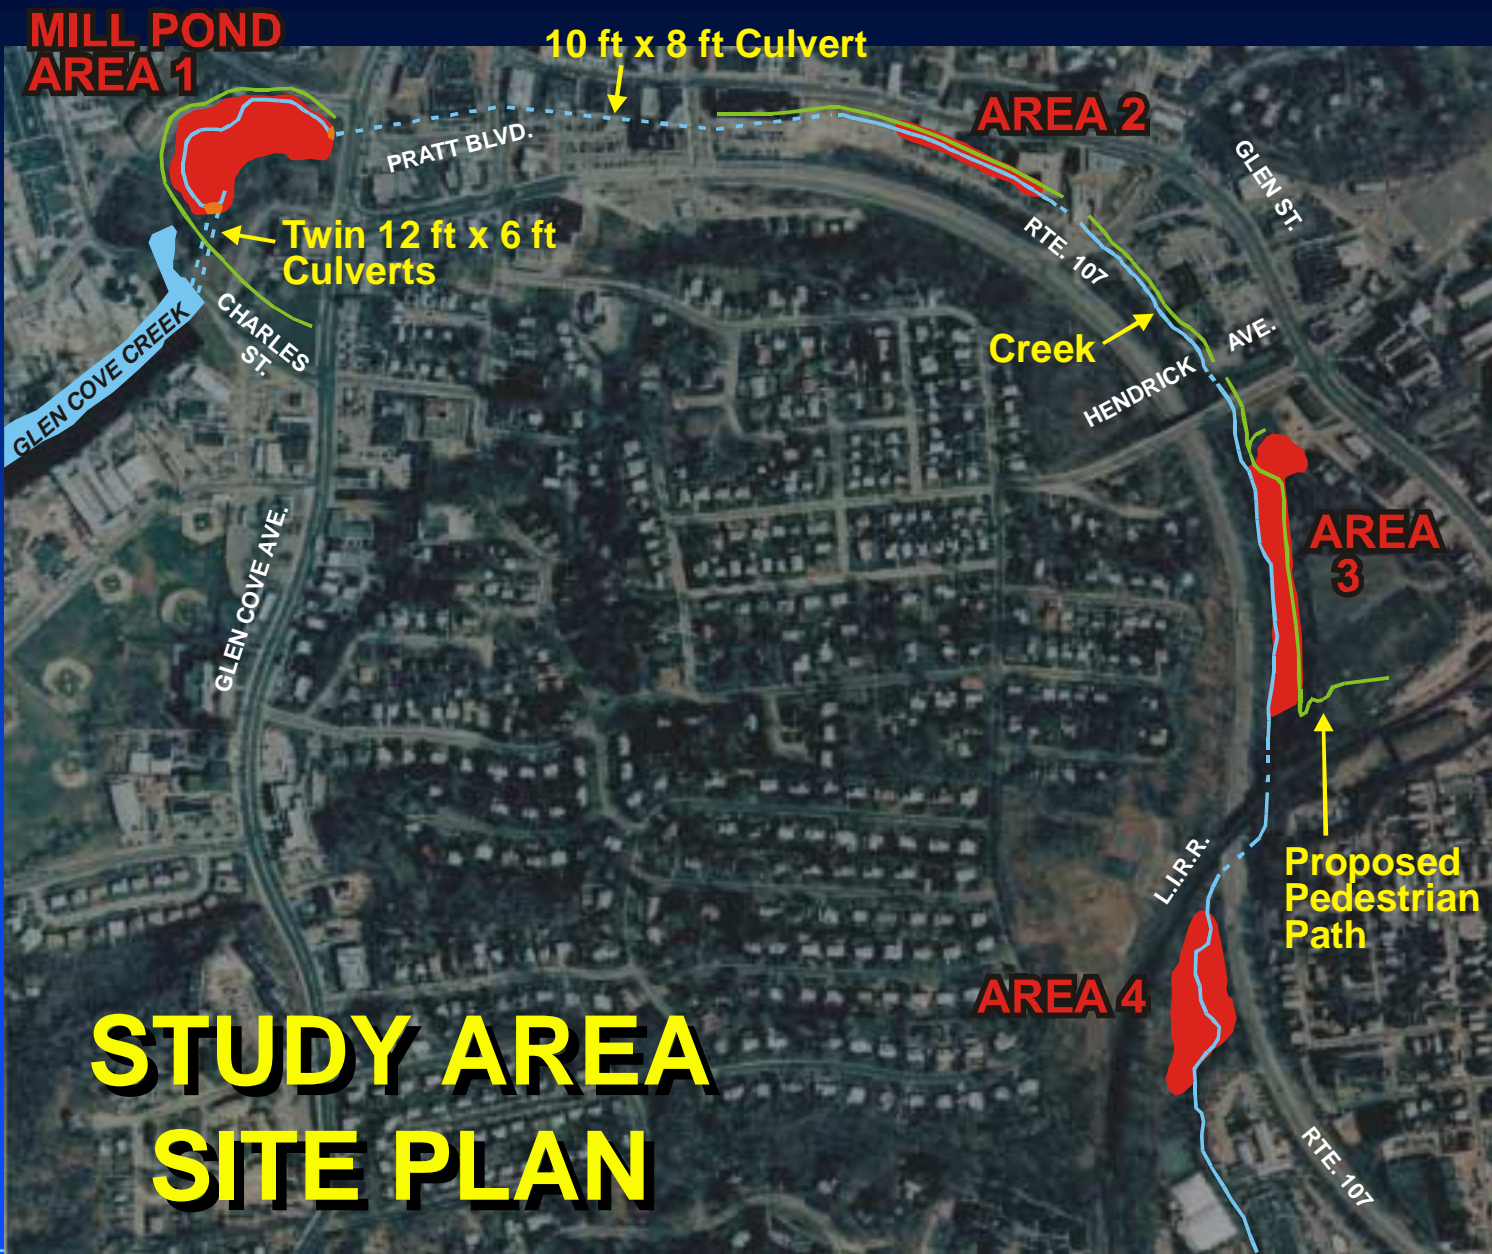 MILL POND
AREA 1
10 ft x 8 ft Culvert
AREA 2
PRATT BLVD.
GLEN ST.
Twin 12 ft x 6 ft
Culverts
RTE. 107
CHARLES
ST.
GLEN COVE CREEK
Creek
HENDRICK AVE.
GLEN COVE AVE.
AREA
3
L.I.R.R.
Proposed
Pedestrian
Path
AREA 4
STUDY AREA
SITE PLAN
RTE. 107